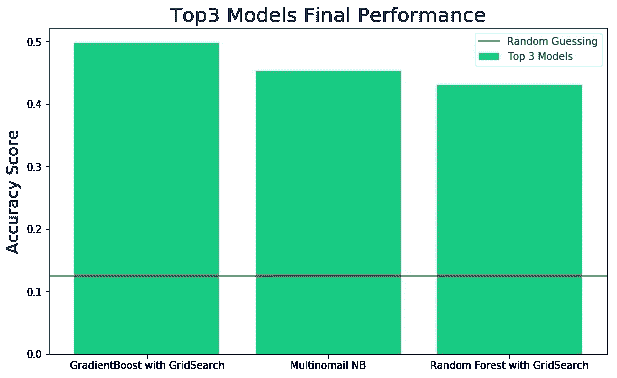 Top3 Models Final Performance
Random Guessing
Top 3 Models
Accuracy Score
0.5
0.4
0.3
0.2
0.1
0.0
GradientBoost with GridSearch
Multinomail NB
Random Forest with GridSearch